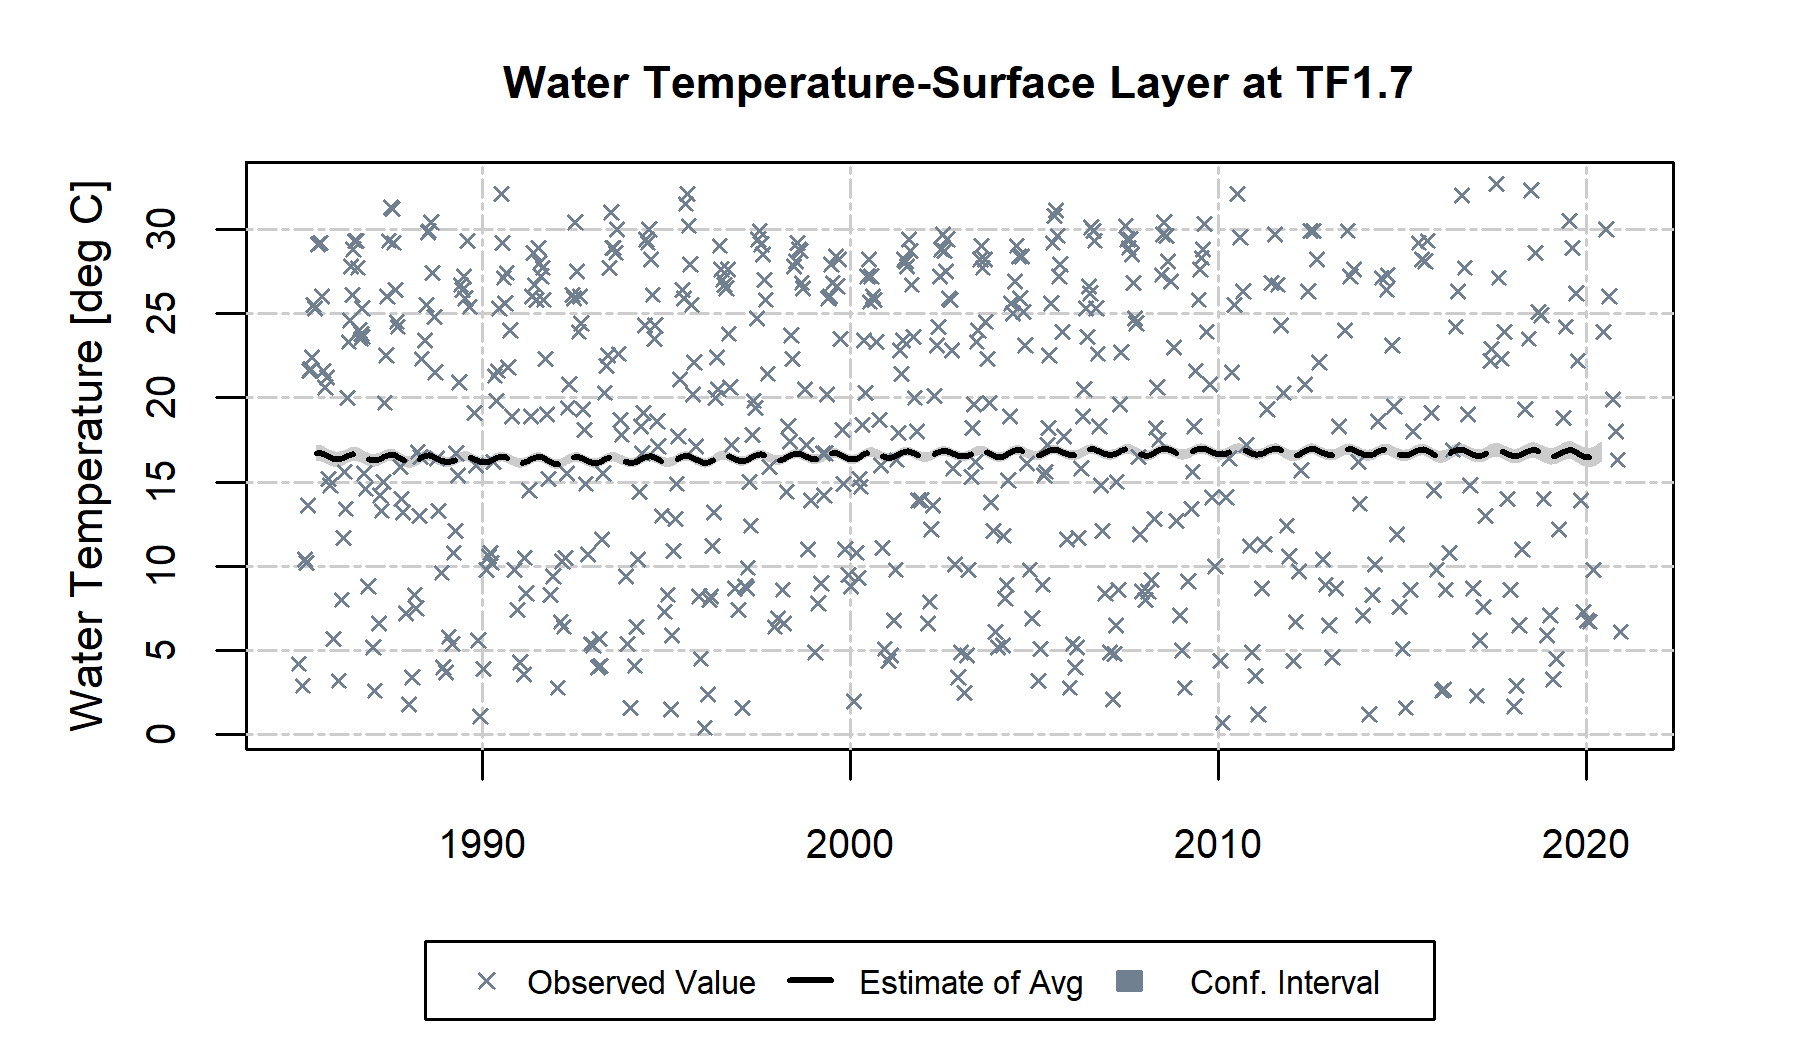 Water Temperature-Surface Layer at TF1.7
Water Temperature [deg C]
30
25
20
15
10
5
0
1990 2000 2010 2020
Observed Value Estimate of Avg Conf. Interval